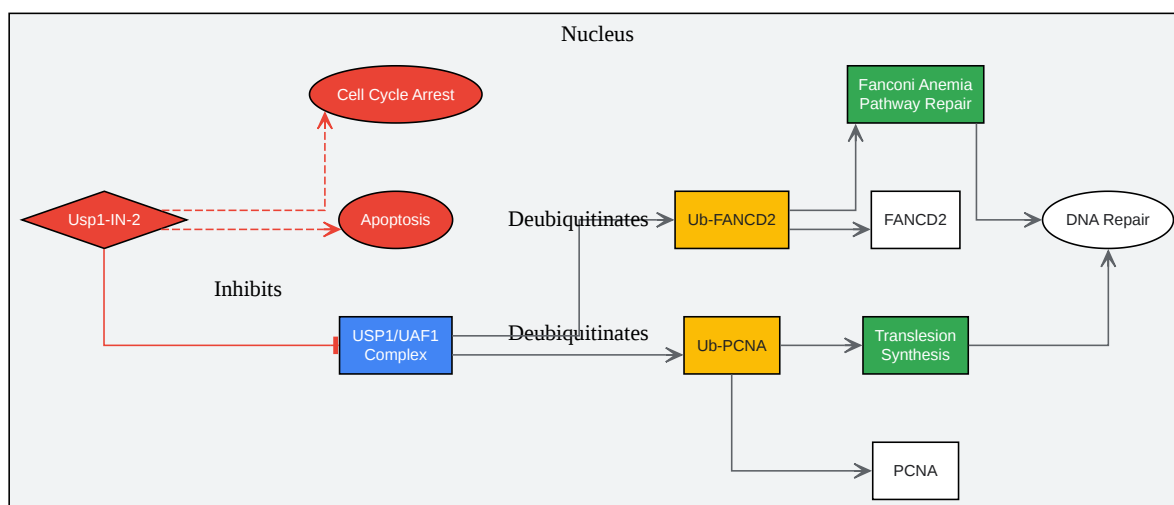 Nucleus
Cell Cycle Arrest
Fanconi Anemia
Pathway Repair
Usp1-IN-2
Apoptosis
Deubiquitinates
Ub-FANCD2
FANCD2
DNA Repair
Inhibits
USP1/UAF1
Complex
Deubiquitinates
Ub-PCNA
Translesion
Synthesis
PCNA